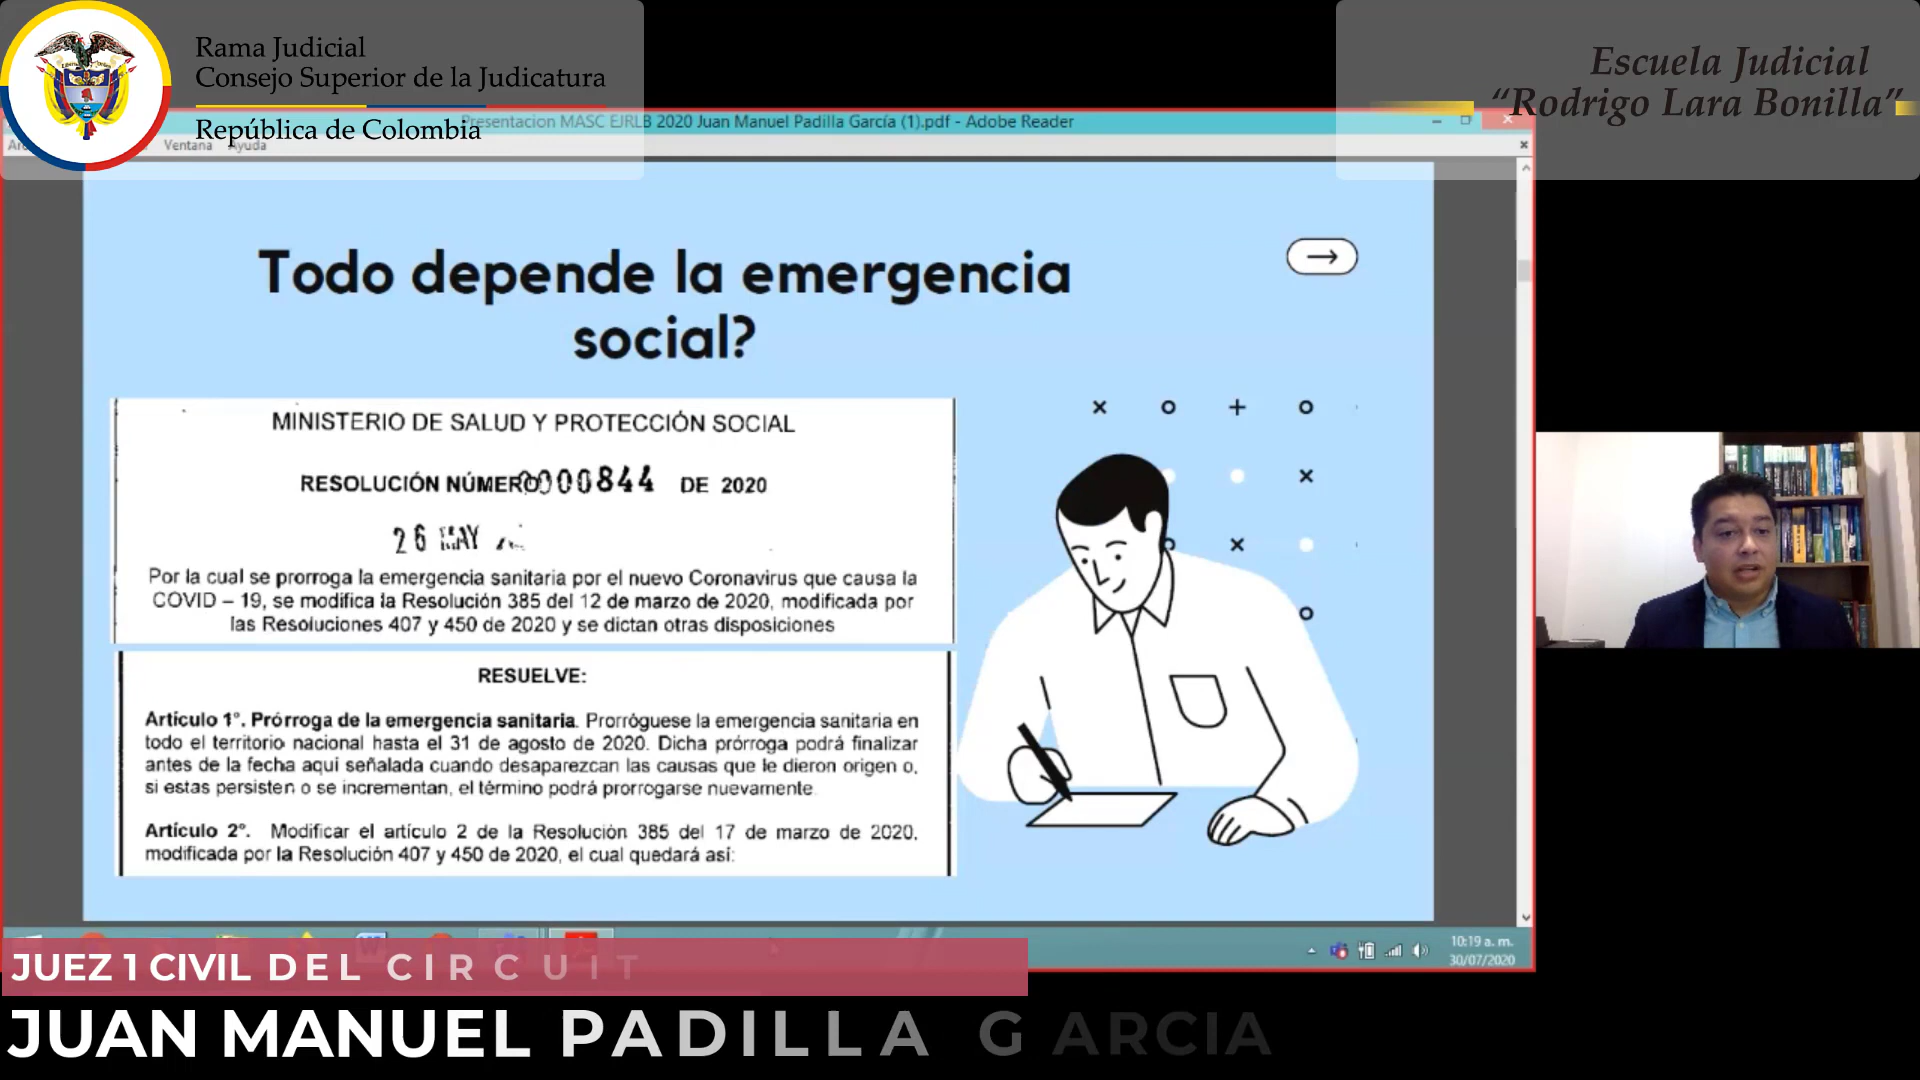 Rama Judicial
Consejo Superior de la Judicatura
República de Colombia
Escuela Judicial
“Rodrigo Lara Bonilla”
Presentacion MASC EJRLB 2020 Juan Manuel Padilla García (1).pdf - Adobe Reader
Ventana Ayuda
Todo depende la emergencia
social?
MINISTERIO DE SALUD Y PROTECCIÓN SOCIAL
RESOLUCIÓN NÚMERO 0000844 DE 2020
26 MAY
Por la cual se prorroga la emergencia sanitaria por el nuevo Coronavirus que causa la
COVID – 19, se modifica la Resolución 385 del 12 de marzo de 2020, modificada por
las Resoluciones 407 y 450 de 2020 y se dictan otras disposiciones
RESUELVE:
Artículo 1°. Prórroga de la emergencia sanitaria. Prorróguese la emergencia sanitaria en
todo el territorio nacional hasta el 31 de agosto de 2020. Dicha prórroga podrá finalizar
antes de la fecha aquí señalada cuando desaparezcan las causas que le dieron origen o,
si estas persisten o se incrementan, el término podrá prorrogarse nuevamente.
Artículo 2°. Modificar el artículo 2 de la Resolución 385 del 17 de marzo de 2020,
modificada por la Resolución 407 y 450 de 2020, el cual quedará así:
10:19 a. m.
30/07/2020
JUEZ 1 CIVIL DEL CIRCUIT
JUAN MANUEL PADILLA GARCIA